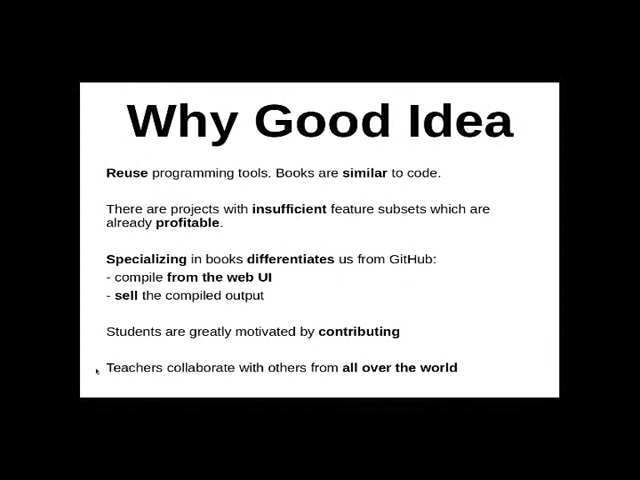 Why Good Idea
Reuse programming tools. Books are similar to code.
There are projects with insufficient feature subsets which are
already profitable.
Specializing in books differentiates us from GitHub:
- compile from the web UI
- sell the compiled output
Students are greatly motivated by contributing
Teachers collaborate with others from all over the world